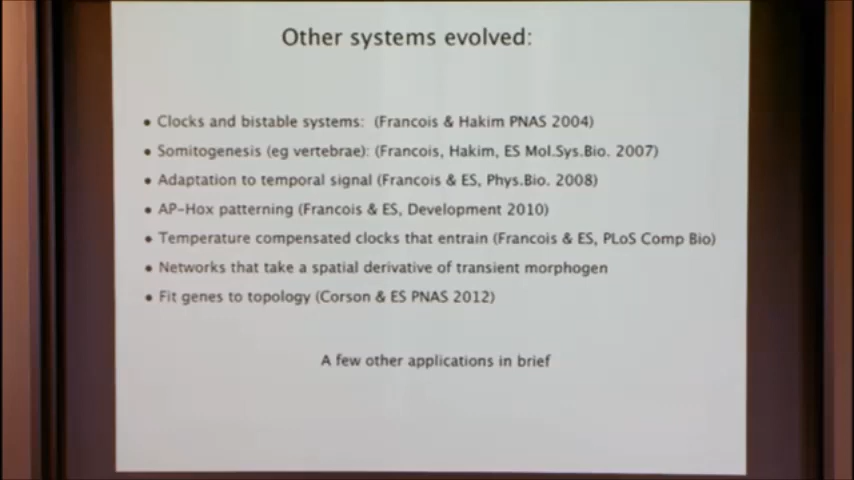 Other systems evolved:
• Clocks and bistable systems: (Francois & Hakim PNAS 2004)
• Somitogenesis (eg vertebrae): (Francois, Hakim, ES Mol.Sys.Bio. 2007)
• Adaptation to temporal signal (Francois & ES, Phys.Bio. 2008)
• AP-Hox patterning (Francois & ES, Development 2010)
• Temperature compensated clocks that entrain (Francois & ES, PLoS Comp Bio)
• Networks that take a spatial derivative of transient morphogen
• Fit genes to topology (Corson & ES PNAS 2012)
A few other applications in brief